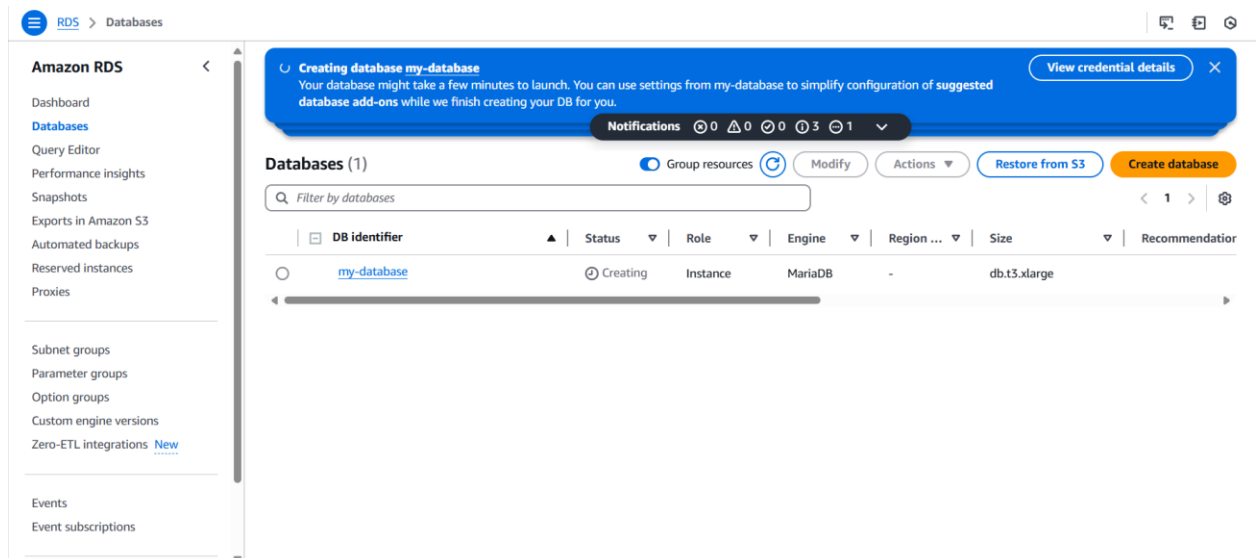 RDS > Databases
Amazon RDS
Dashboard
Databases
Query Editor
Performance insights
Snapshots
Exports in Amazon S3
Automated backups
Reserved instances
Proxies
Subnet groups
Parameter groups
Option groups
Custom engine versions
Zero-ETL integrations New
Events
Event subscriptions
Creating database my-database
Your database might take a few minutes to launch. You can use settings from my-database to simplify configuration of suggested
database add-ons while we finish creating your DB for you.
View credential details
Notifications 0 0 0 3 1
Databases (1)
Group resources
Modify
Actions
Restore from S3
Create database
Filter by databases
1
DB identifier Status Role Engine Region ... Size Recommendation
my-database Creating Instance MariaDB - db.t3.xlarge